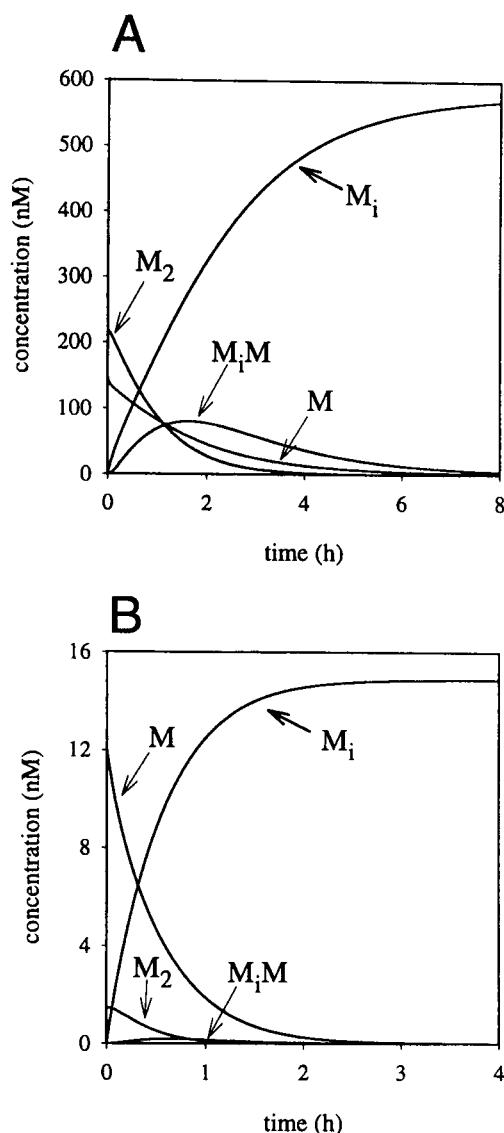 A
600
500
400
300
200
100
0
concentration (nM)
M₂
MᵢM
Mᵢ
M
0 2 4 6 8
time (h)
B
16
12
8
4
0
concentration (nM)
M
Mᵢ
M₂
MᵢM
0 1 2 3 4
time (h)